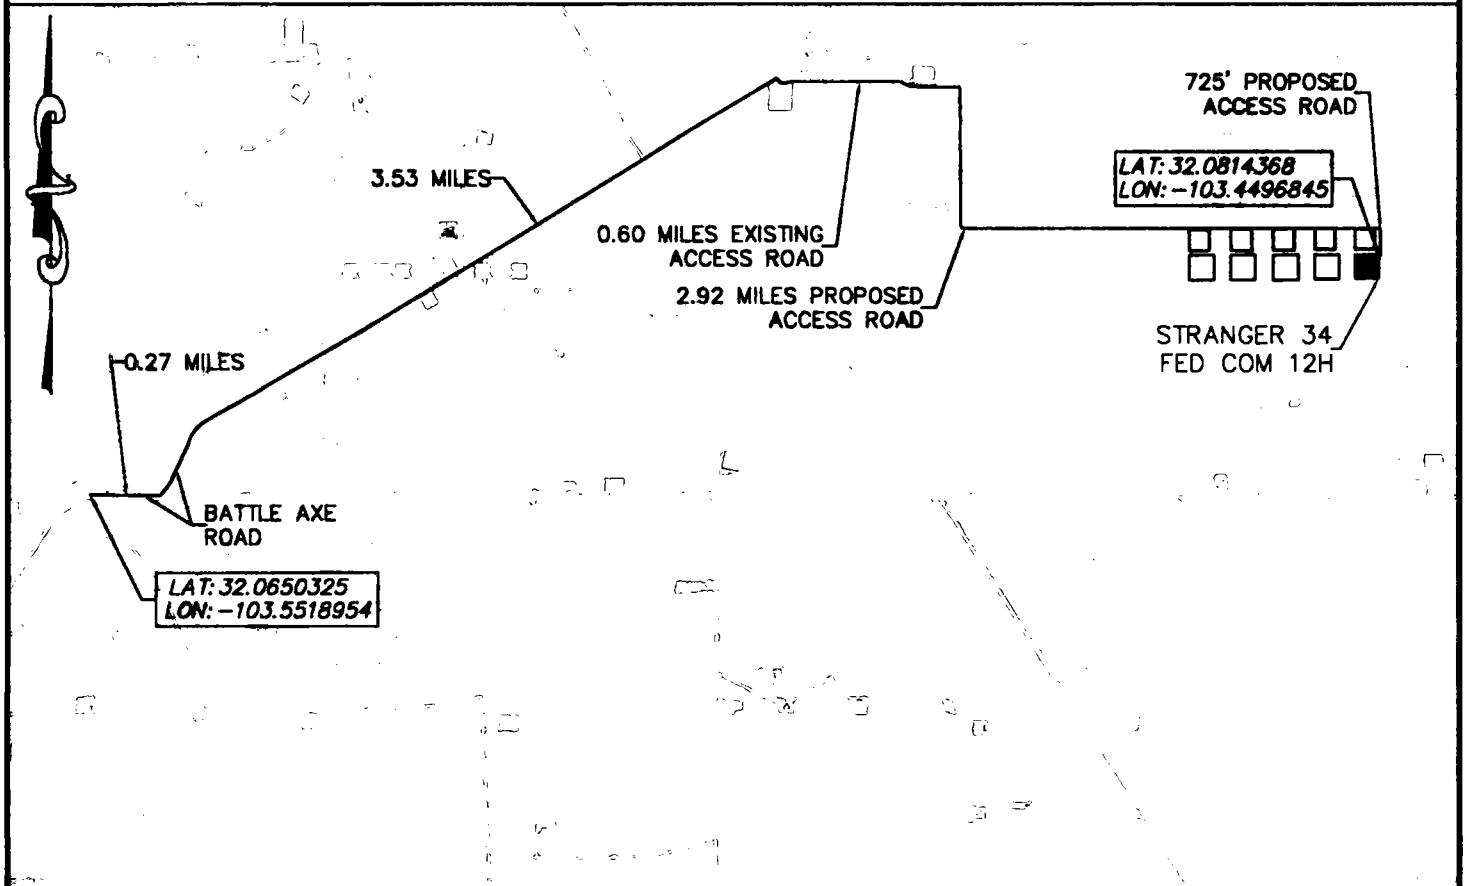 725' PROPOSED
ACCESS ROAD
LAT: 32.0814368
LON: -103.4496845
3.53 MILES
0.60 MILES EXISTING
ACCESS ROAD
2.92 MILES PROPOSED
ACCESS ROAD
STRANGER 34
FED COM 12H
0.27 MILES
BATTLE AXE
ROAD
LAT: 32.0650325
LON: -103.5518954